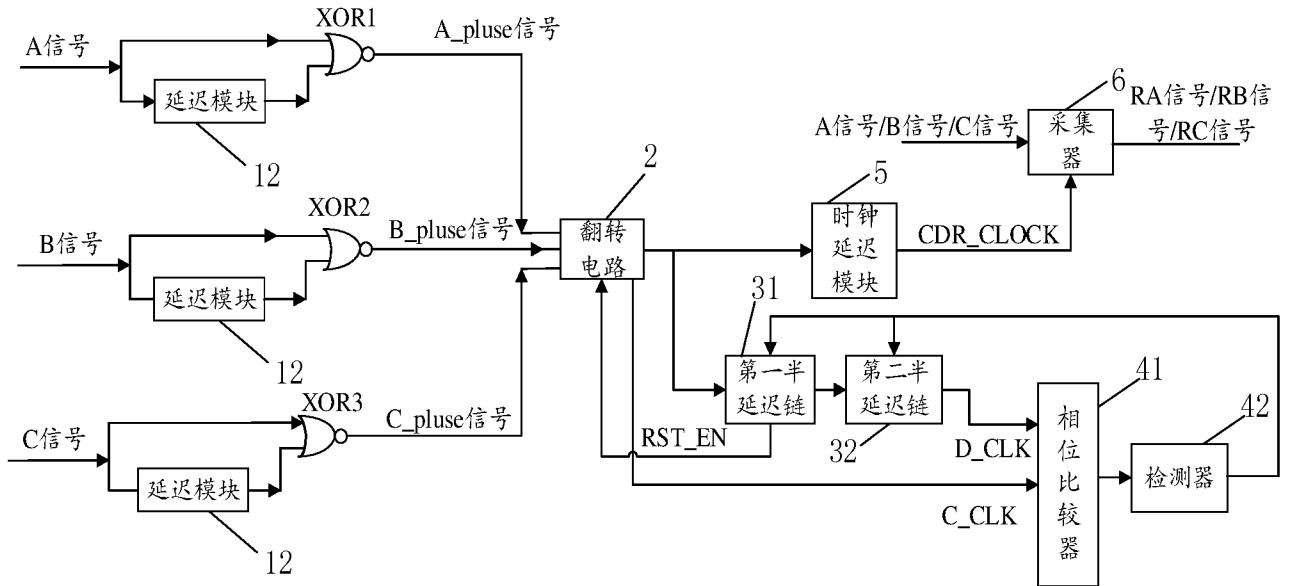 XOR1
A信号
A_pluse信号
延迟模块
12
XOR2
B信号
B_pluse信号
延迟模块
12
XOR3
C信号
C_pluse信号
延迟模块
12
2
翻转
电路
5
时钟
延迟
模块
CDR_CLOCK
A信号/B信号/C信号
6
采集
器
RA信号/RB信
号/RC信号
31
第一半
延迟链
第二半
延迟链
32
RST_EN
D_CLK
C_CLK
41
相
位
比
较
器
42
检测器